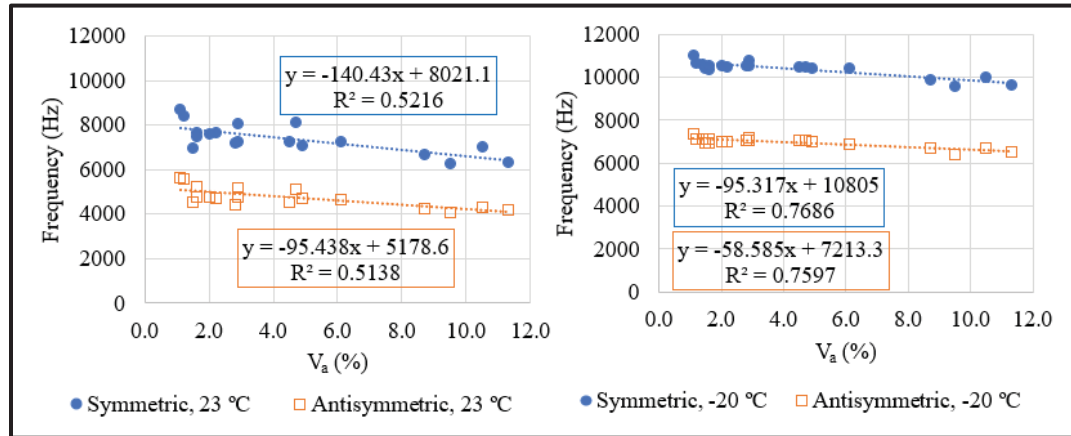 12000
10000
8000
6000
4000
2000
0
Frequency (Hz)
y = -140.43x + 8021.1
R² = 0.5216
y = -95.438x + 5178.6
R² = 0.5138
0.0 2.0 4.0 6.0 8.0 10.0 12.0
Va (%)
Symmetric, 23 ℃ Antisymmetric, 23 ℃
12000
10000
8000
6000
4000
2000
0
Frequency (Hz)
y = -95.317x + 10805
R² = 0.7686
y = -58.585x + 7213.3
R² = 0.7597
0.0 2.0 4.0 6.0 8.0 10.0 12.0
Va (%)
Symmetric, -20 ℃ Antisymmetric, -20 ℃